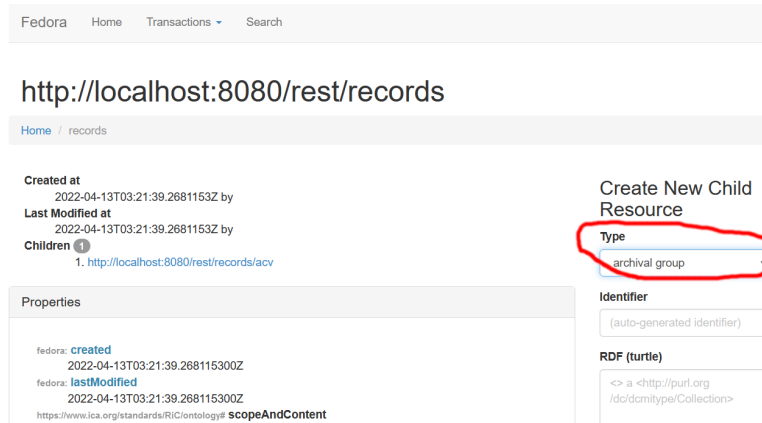 Fedora Home Transactions Search
http://localhost:8080/rest/records
Home / records
Created at
2022-04-13T03:21:39.2681153Z by
Last Modified at
2022-04-13T03:21:39.2681153Z by
Children 1
1. http://localhost:8080/rest/records/acv
Properties
fedora: created
2022-04-13T03:21:39.268115300Z
fedora: lastModified
2022-04-13T03:21:39.268115300Z
https://www.ica.org/standards/RiC/ontology# scopeAndContent
Create New Child
Resource
Type
archival group
Identifier
(auto-generated identifier)
RDF (turtle)
<> a <http://purl.org
/dc/dcmitype/Collection>